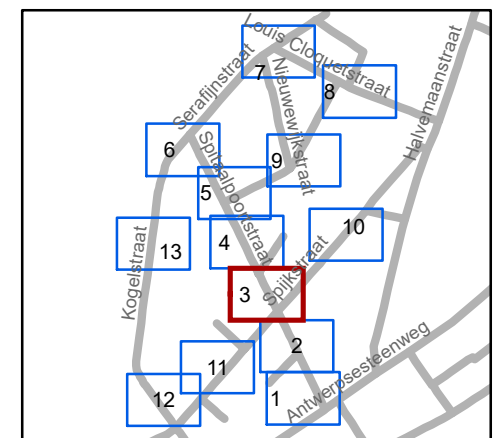 Louis Cloquetstraat
7
Serafijnstraat
Nieuwewijkstraat
8
Halvemaanstraat
6
Spitaalpoortstraat
9
5
10
4
13
Kogelstraat
Spijkstraat
3
2
11
Antwerpsesteenweg
12
1